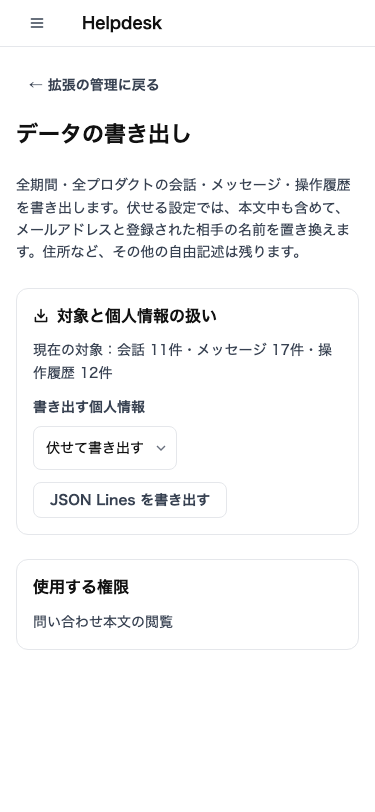 Helpdesk
← 拡張の管理に戻る
データの書き出し
全期間・全プロダクトの会話・メッセージ・操作履歴
を書き出します。伏せる設定では、本文中も含めて、
メールアドレスと登録された相手の名前を置き換えま
す。住所など、その他の自由記述は残ります。
対象と個人情報の扱い
現在の対象：会話 11件・メッセージ 17件・操
作履歴 12件
書き出す個人情報
伏せて書き出す
JSON Lines を書き出す
使用する権限
問い合わせ本文の閲覧